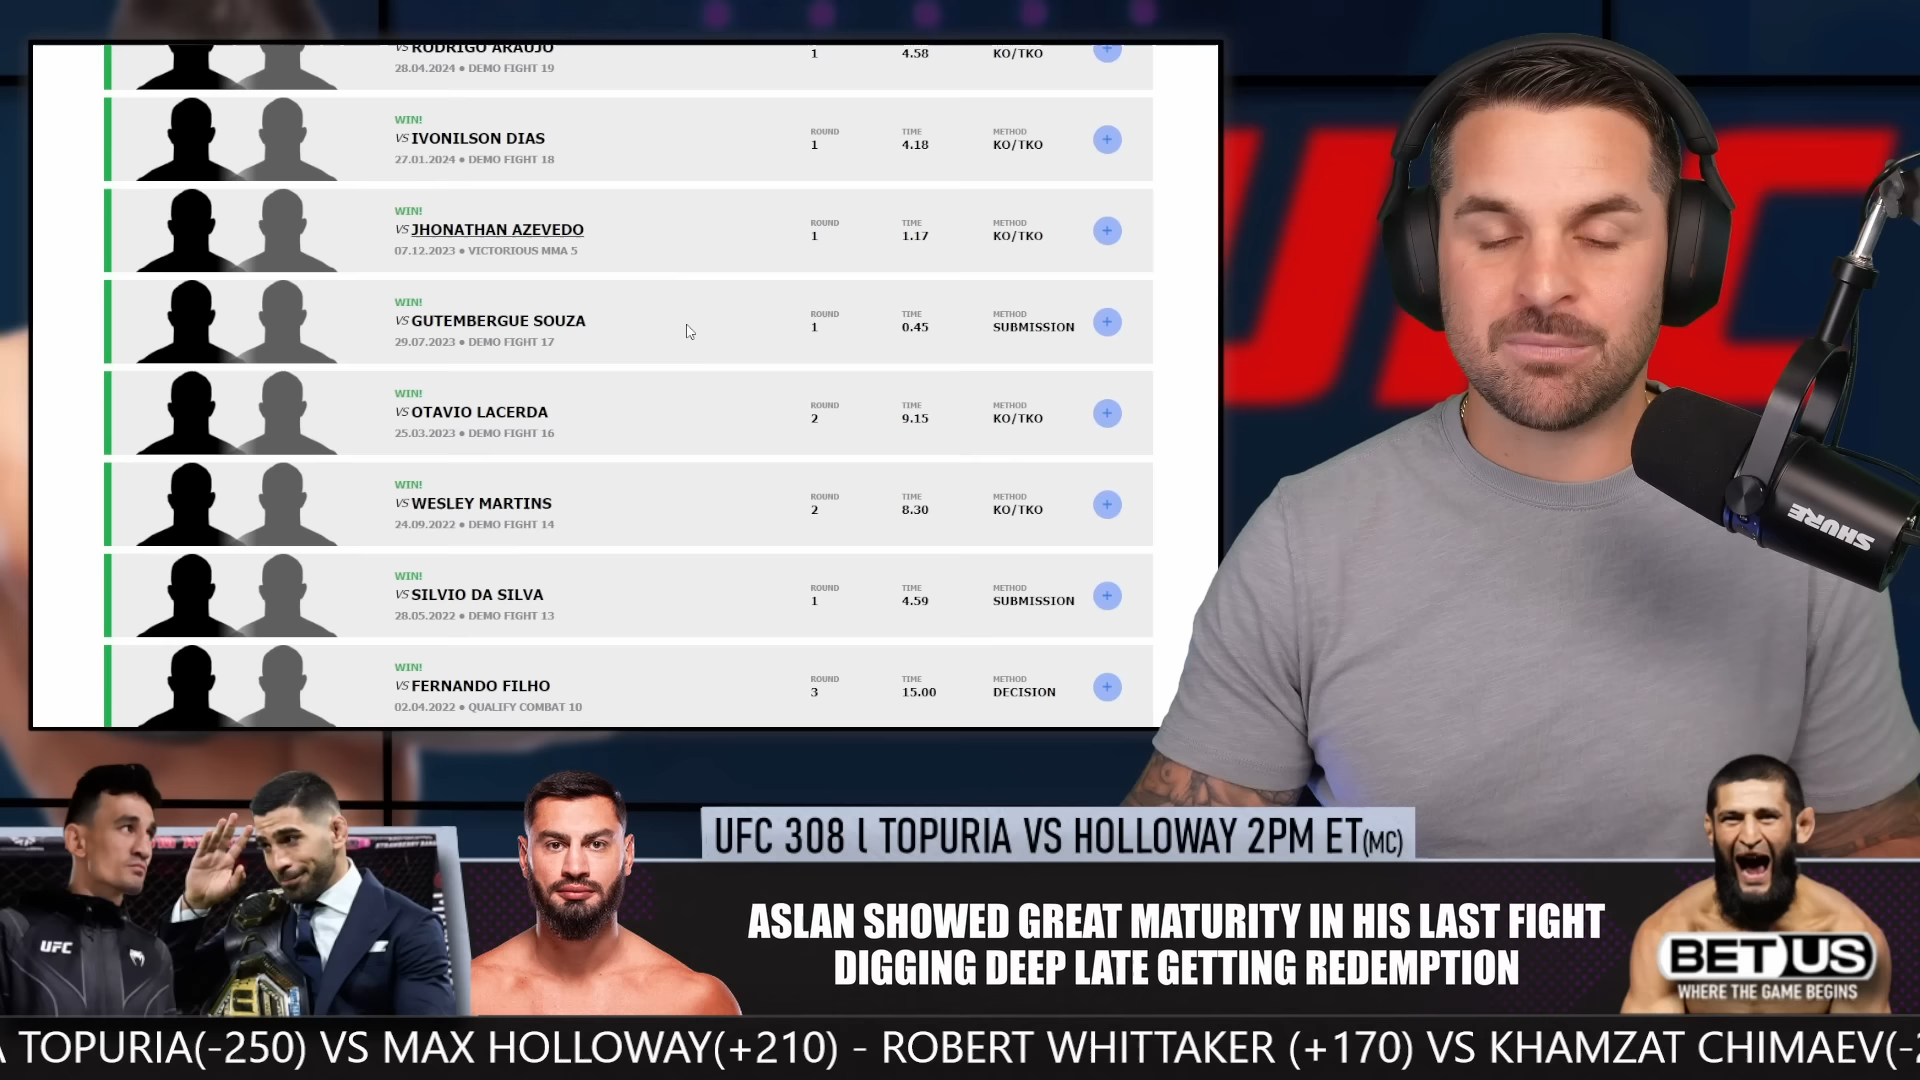 VS RODRIGO ARAUJO
28.04.2024 • DEMO FIGHT 19
1
4.58
KO/TKO
WIN!
VS IVONILSON DIAS
27.01.2024 • DEMO FIGHT 18
ROUND
1
TIME
4.18
METHOD
KO/TKO
WIN!
VS JHONATHAN AZEVEDO
07.12.2023 • VICTORIOUS MMA 5
ROUND
1
TIME
1.17
METHOD
KO/TKO
WIN!
VS GUTEMBERGUE SOUZA
29.07.2023 • DEMO FIGHT 17
ROUND
1
TIME
0.45
METHOD
SUBMISSION
WIN!
VS OTAVIO LACERDA
25.03.2023 • DEMO FIGHT 16
ROUND
2
TIME
9.15
METHOD
KO/TKO
WIN!
VS WESLEY MARTINS
24.09.2022 • DEMO FIGHT 14
ROUND
2
TIME
8.30
METHOD
KO/TKO
WIN!
VS SILVIO DA SILVA
28.05.2022 • DEMO FIGHT 13
ROUND
1
TIME
4.59
METHOD
SUBMISSION
WIN!
VS FERNANDO FILHO
02.04.2022 • QUALIFY COMBAT 10
ROUND
3
TIME
15.00
METHOD
DECISION
UFC
SHURE
UFC 308 l TOPURIA VS HOLLOWAY 2PM ET(MC)
UFC
ASLAN SHOWED GREAT MATURITY IN HIS LAST FIGHT
DIGGING DEEP LATE GETTING REDEMPTION
BETUS
WHERE THE GAME BEGINS
A TOPURIA(-250) VS MAX HOLLOWAY(+210) - ROBERT WHITTAKER (+170) VS KHAMZAT CHIMAEV(-